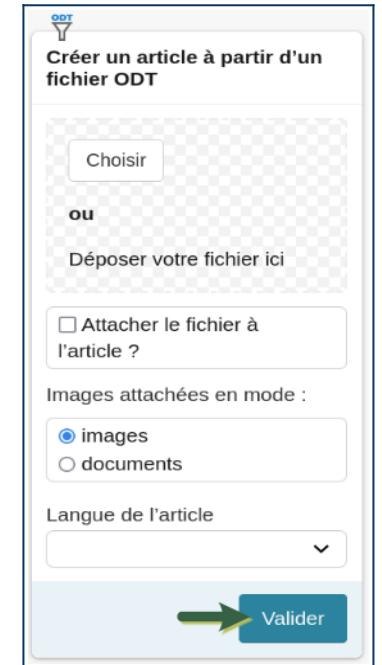 ODT
Créer un article à partir d’un
fichier ODT
Choisir
ou
Déposer votre fichier ici
Attacher le fichier à
l’article ?
Images attachées en mode :
images
documents
Langue de l’article
Valider